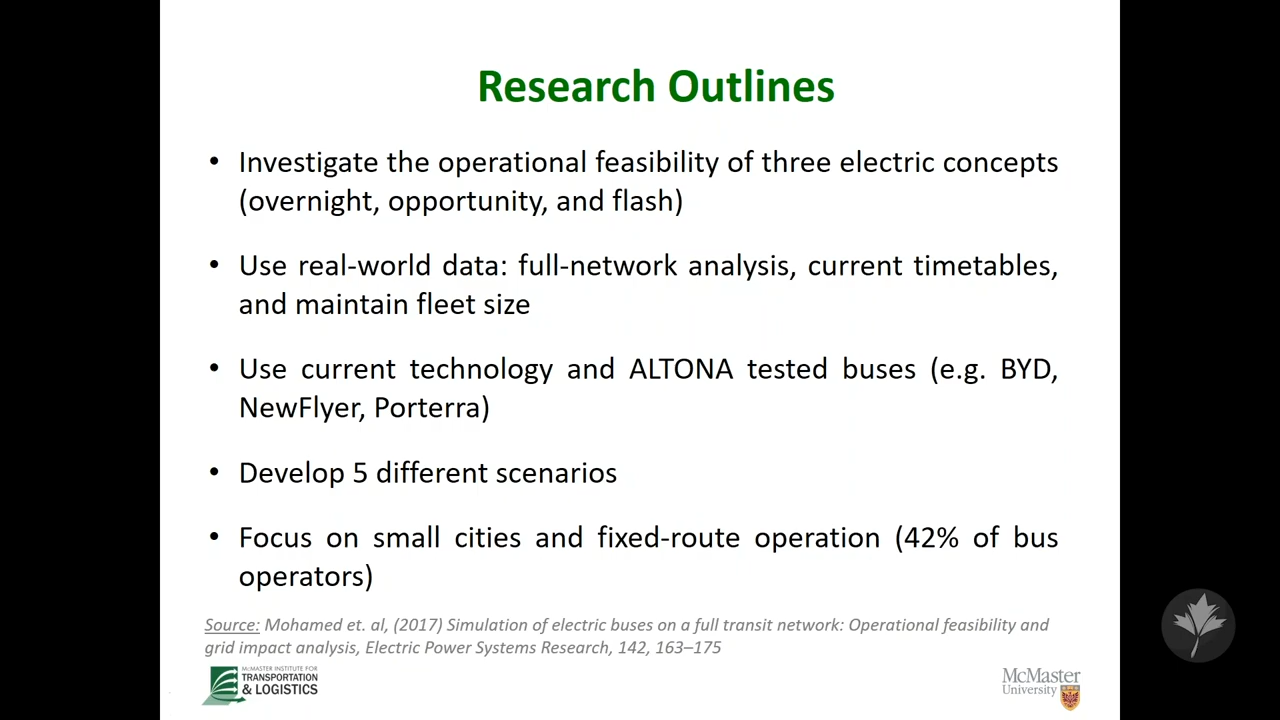 Research Outlines
• Investigate the operational feasibility of three electric concepts
(overnight, opportunity, and flash)
• Use real-world data: full-network analysis, current timetables,
and maintain fleet size
• Use current technology and ALTONA tested buses (e.g. BYD,
NewFlyer, Porterra)
• Develop 5 different scenarios
• Focus on small cities and fixed-route operation (42% of bus
operators)
Source: Mohamed et. al, (2017) Simulation of electric buses on a full transit network: Operational feasibility and
grid impact analysis, Electric Power Systems Research, 142, 163–175
McMASTER INSTITUTE FOR
TRANSPORTATION
& LOGISTICS
McMaster
University